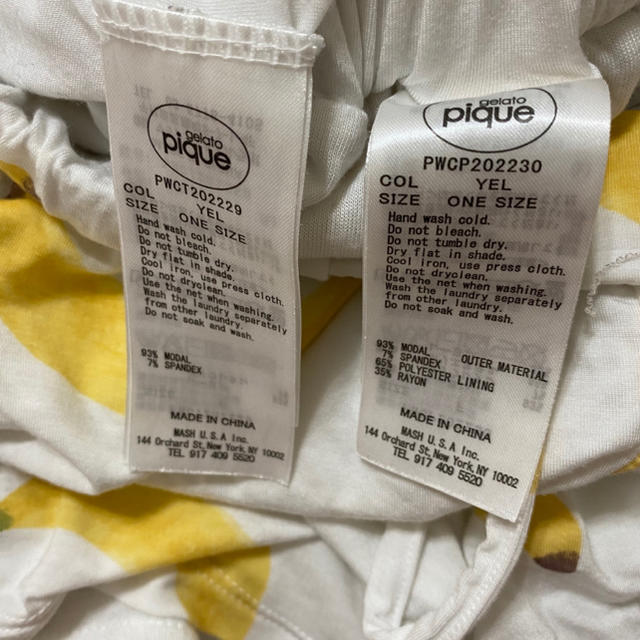 gelato
pique
PWCT202229
COL YEL
SIZE ONE SIZE
Hand wash cold.
Do not bleach.
Do not tumble dry.
Dry flat in shade.
Cool iron, use press cloth.
Do not dryclean.
Use the net when washing.
Wash the laundry separately
from other laundry.
Do not soak and wash.
93% MODAL
7% SPANDEX
MADE IN CHINA
MASH U.S.A Inc.
144 Orchard St,New York,NY 10002
TEL 917 409 5520
gelato
pique
PWCP202230
COL YEL
SIZE ONE SIZE
Hand wash cold.
Do not bleach.
Do not tumble dry.
Dry flat in shade.
Cool iron, use press cloth.
Do not dryclean.
Use the net when washing.
Wash the laundry separately
from other laundry.
Do not soak and wash.
93% MODAL OUTER MATERIAL
7% SPANDEX
65% POLYESTER LINING
35% RAYON
MADE IN CHINA
MASH U.S.A Inc.
144 Orchard St,New York,NY 10002
TEL 917 409 5520